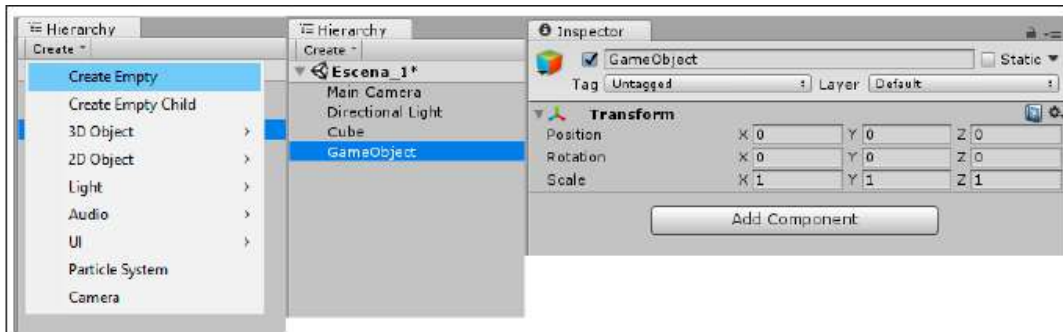 Hierarchy
Create
Create Empty
Create Empty Child
3D Object
2D Object
Light
Audio
UI
Particle System
Camera
Hierarchy
Create
Escena_1*
Main Camera
Directional Light
Cube
GameObject
Inspector
GameObject Static
Tag Untagged Layer Default
Transform
Position X 0 Y 0 Z 0
Rotation X 0 Y 0 Z 0
Scale X 1 Y 1 Z 1
Add Component